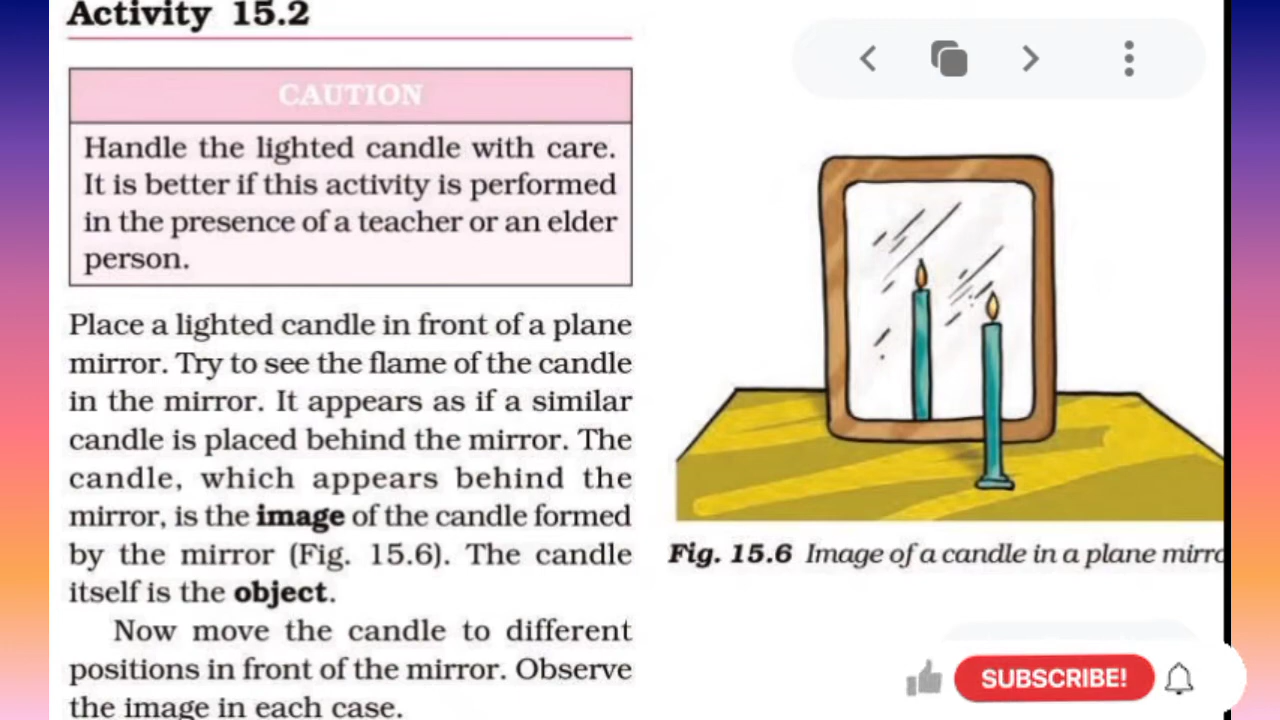 Activity 15.2
CAUTION
Handle the lighted candle with care.
It is better if this activity is performed
in the presence of a teacher or an elder
person.
Place a lighted candle in front of a plane
mirror. Try to see the flame of the candle
in the mirror. It appears as if a similar
candle is placed behind the mirror. The
candle, which appears behind the
mirror, is the image of the candle formed
by the mirror (Fig. 15.6). The candle
itself is the object.
Now move the candle to different
positions in front of the mirror. Observe
the image in each case.
Fig. 15.6 Image of a candle in a plane mirro
SUBSCRIBE!